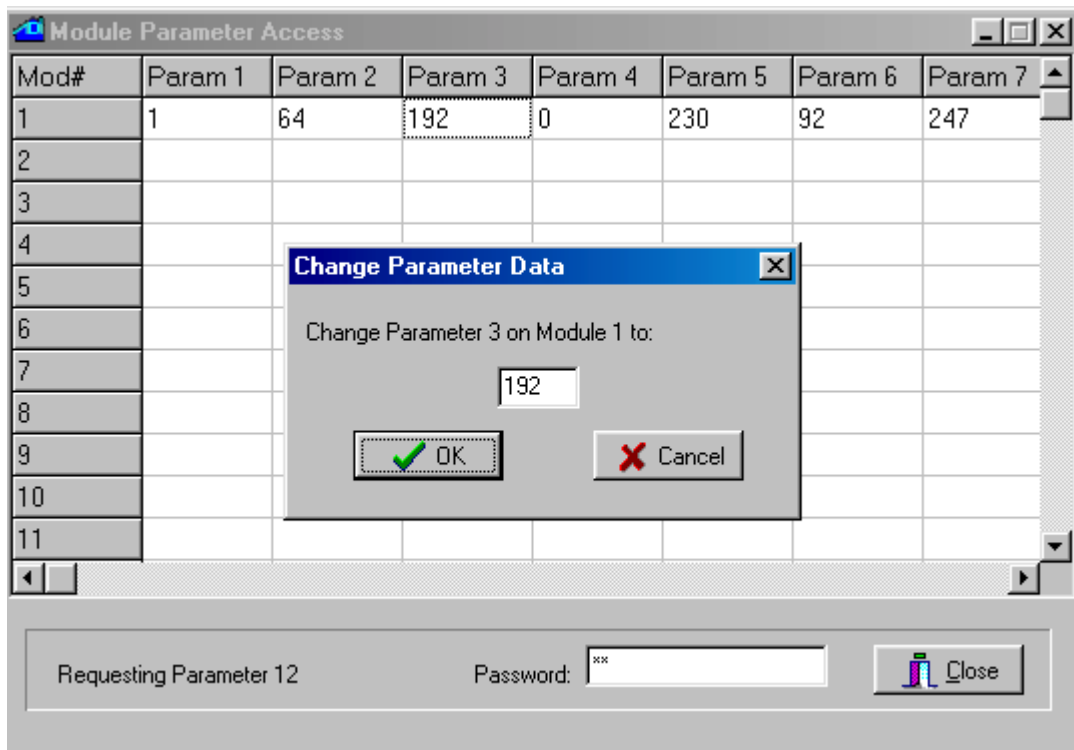 Module Parameter Access
Mod# Param 1 Param 2 Param 3 Param 4 Param 5 Param 6 Param 7
1 1 64 192 0 230 92 247
2
3
4
5
6
7
8
9
10
11
Change Parameter Data
Change Parameter 3 on Module 1 to:
192
OK Cancel
Requesting Parameter 12 Password: ** Close